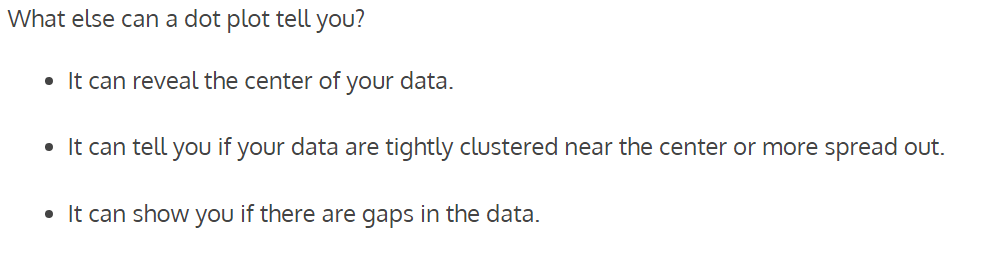 What else can a dot plot tell you?
• It can reveal the center of your data.
• It can tell you if your data are tightly clustered near the center or more spread out.
• It can show you if there are gaps in the data.